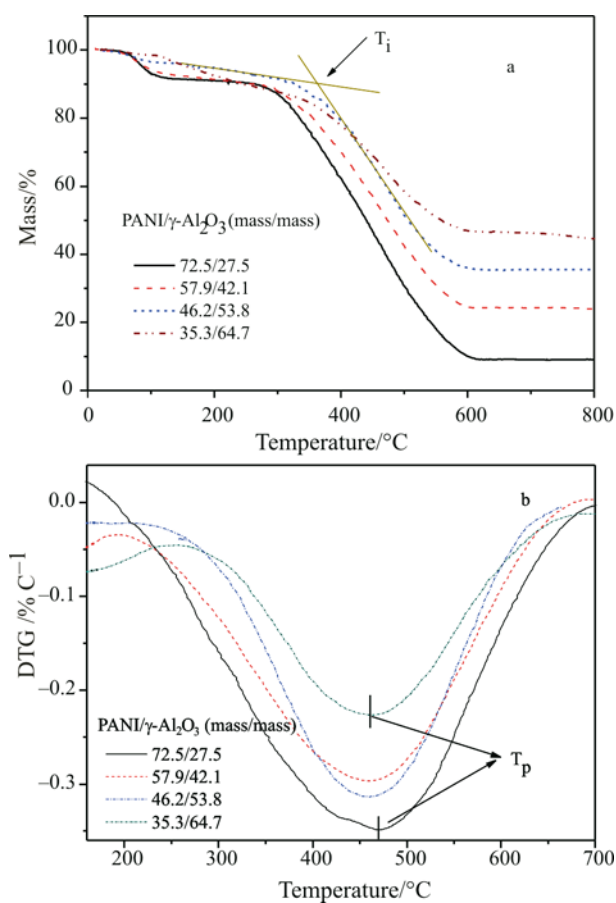 T_i
a
100
80
60
40
20
0
Mass/%
PANI/γ-Al₂O₃ (mass/mass)
72.5/27.5
57.9/42.1
46.2/53.8
35.3/64.7
0 200 400 600 800
Temperature/°C
b
0.0
−0.1
−0.2
−0.3
DTG /% C⁻¹
PANI/γ-Al₂O₃ (mass/mass)
72.5/27.5
57.9/42.1
46.2/53.8
35.3/64.7
T_p
200 300 400 500 600 700
Temperature/°C